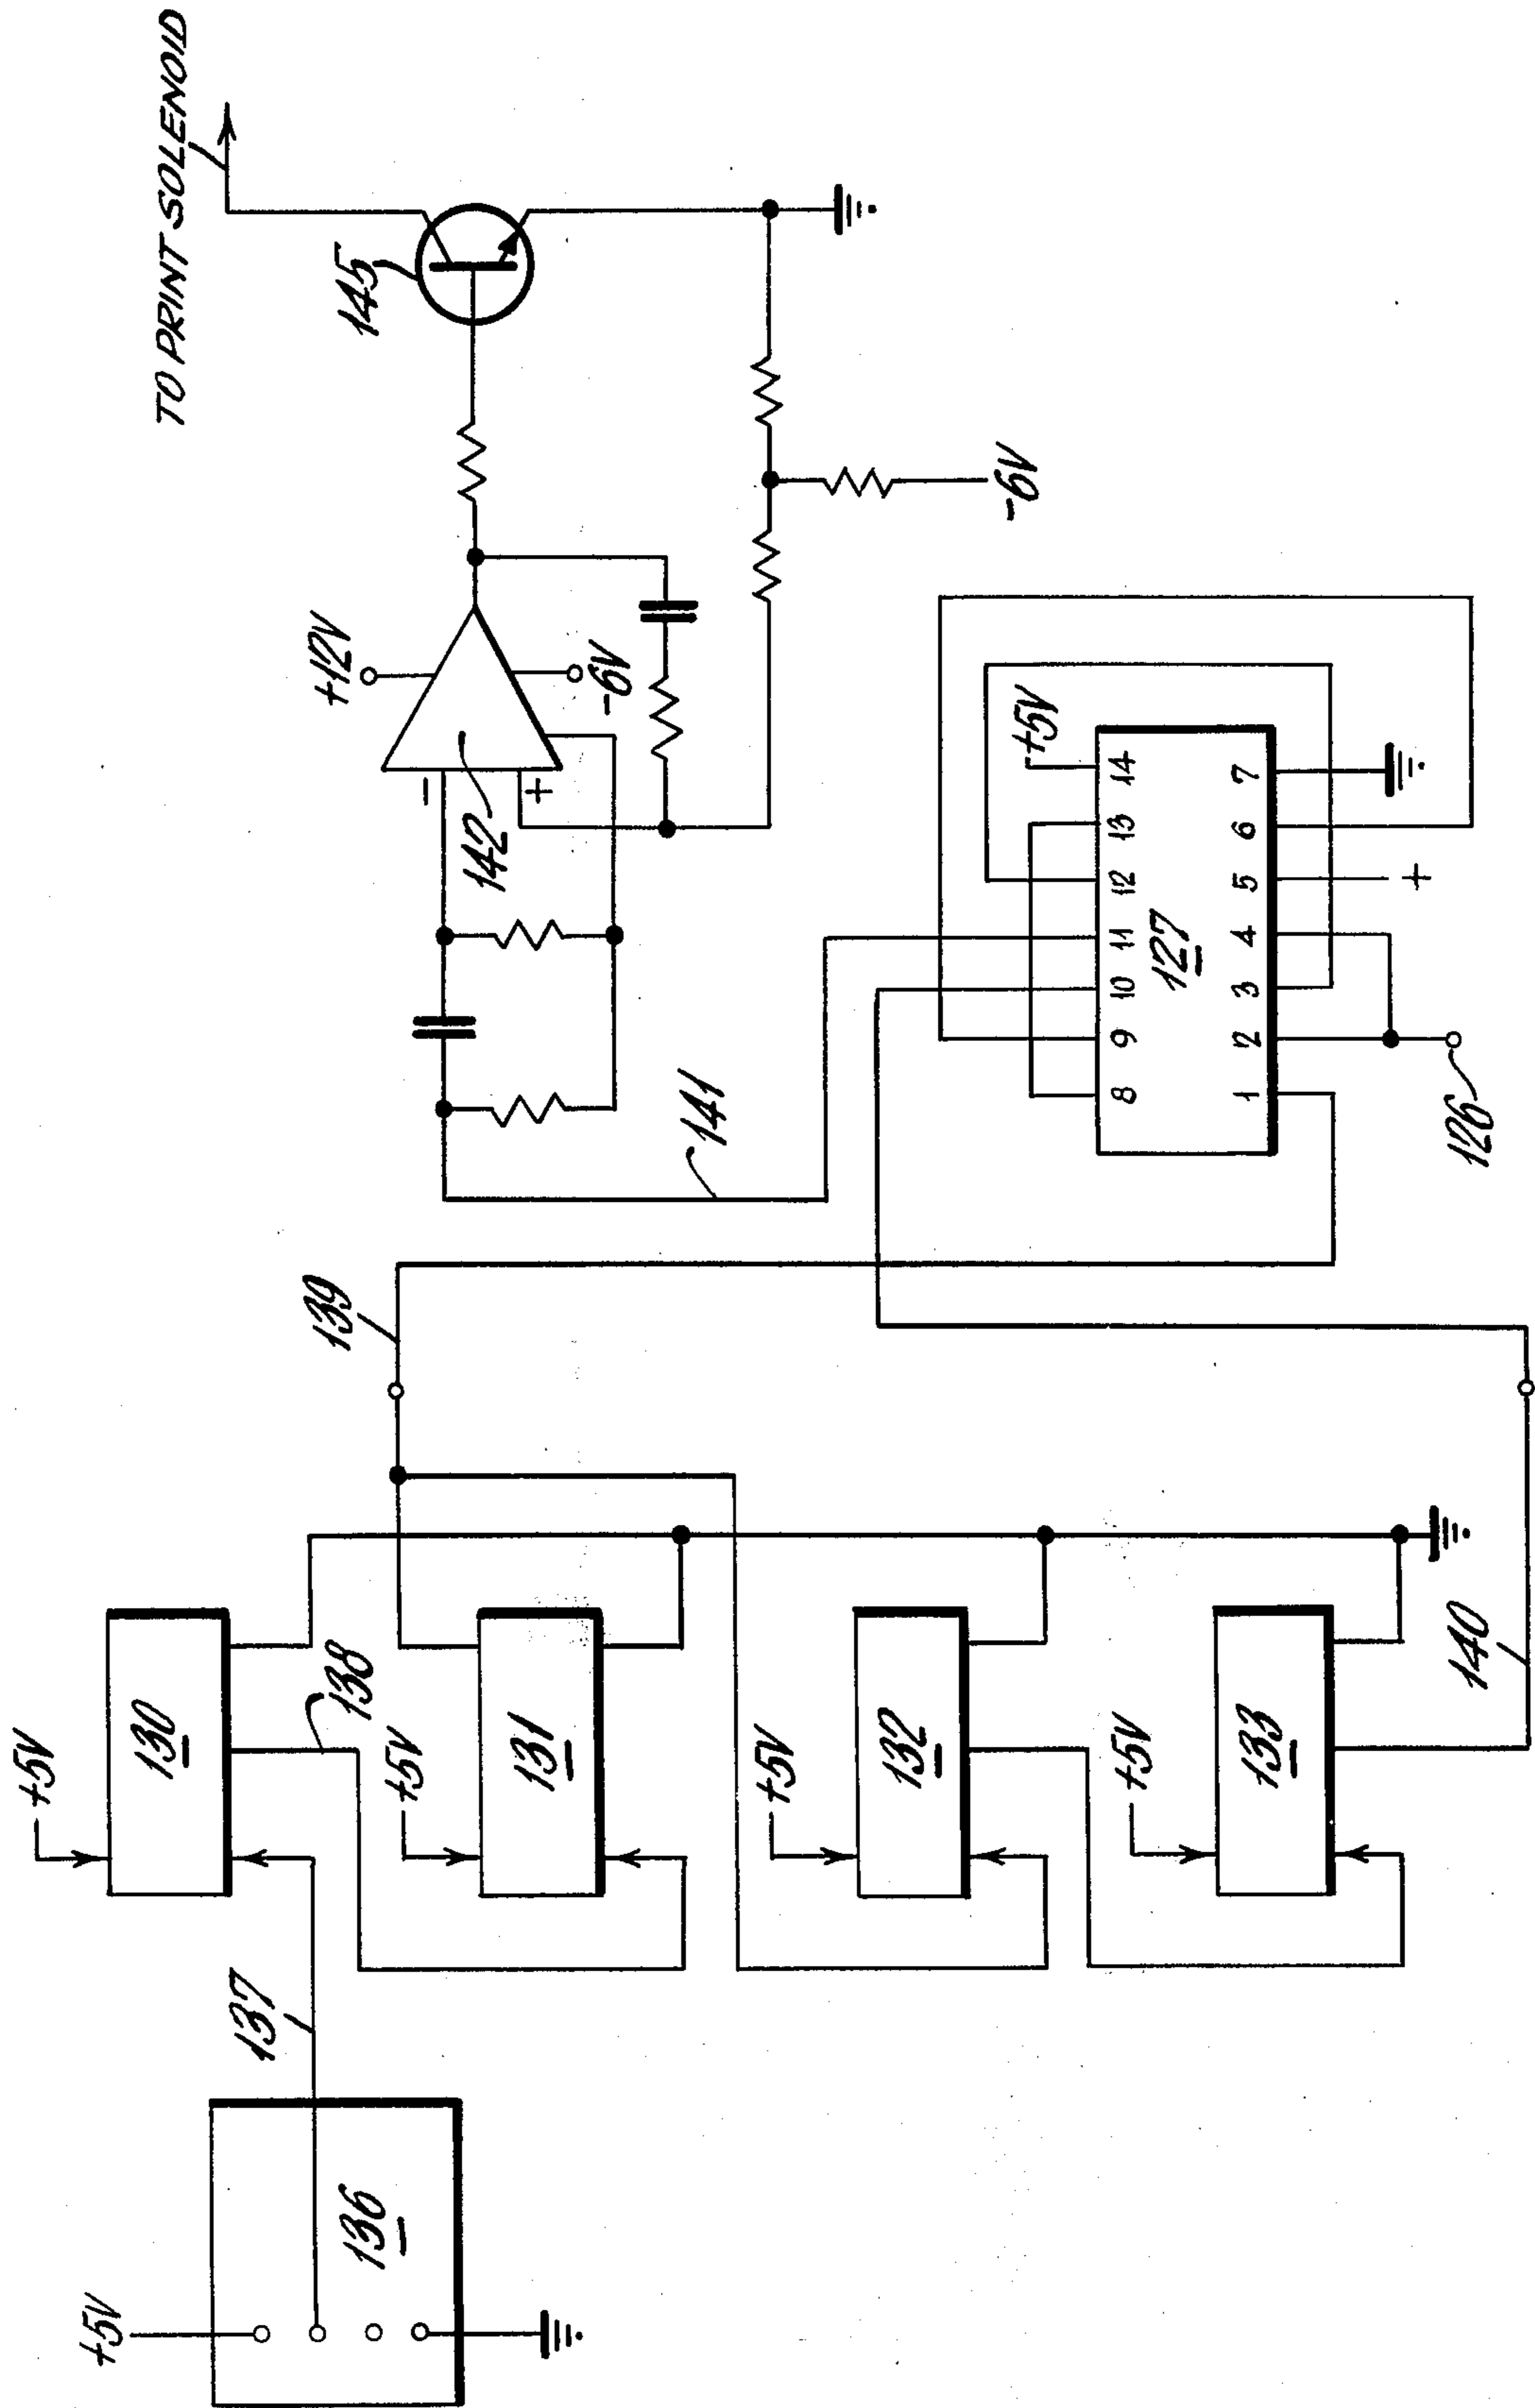 +5V
136
137
+5V
130
138
+5V
131
+5V
132
+5V
133
139
140
141
142
-
+
+12V
-6V
145
TO PRINT SOLENOID
-6V
8 9 10 11 12 13 14
+5V
127
1 2 3 4 5 6 7
+
126